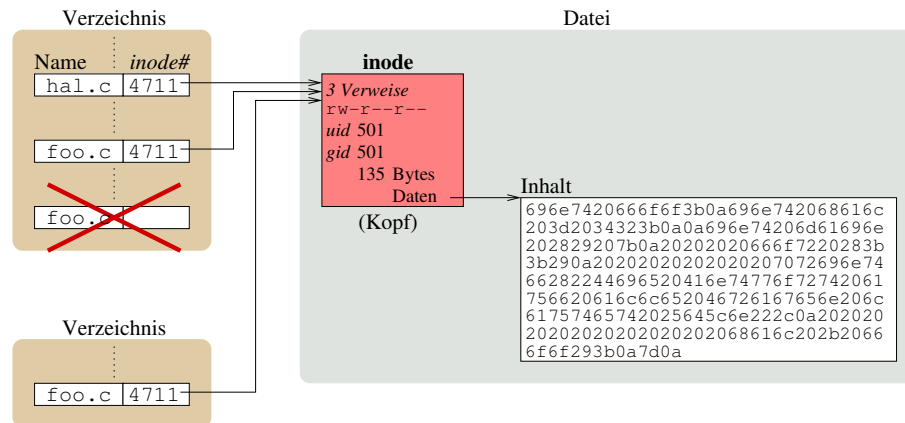 Verzeichnis
Name inode#
hal.c 4711
foo.c 4711
foo.c
Verzeichnis
foo.c 4711
Datei
inode
3 Verweise
rw-r--r--
uid 501
gid 501
135 Bytes
Daten
(Kopf)
Inhalt
696e7420666f6f3b0a696e742068616c
203d2034323b0a0a696e74206d61696e
202829207b0a20202020666f7220283b
3b290a20202020202020207072696e74
66282244696520416e74776f72742061
756620616c6c652046726167656e206c
61757465742025645c6e222c0a202020
2020202020202020202068616c202b2066
6f6f293b0a7d0a